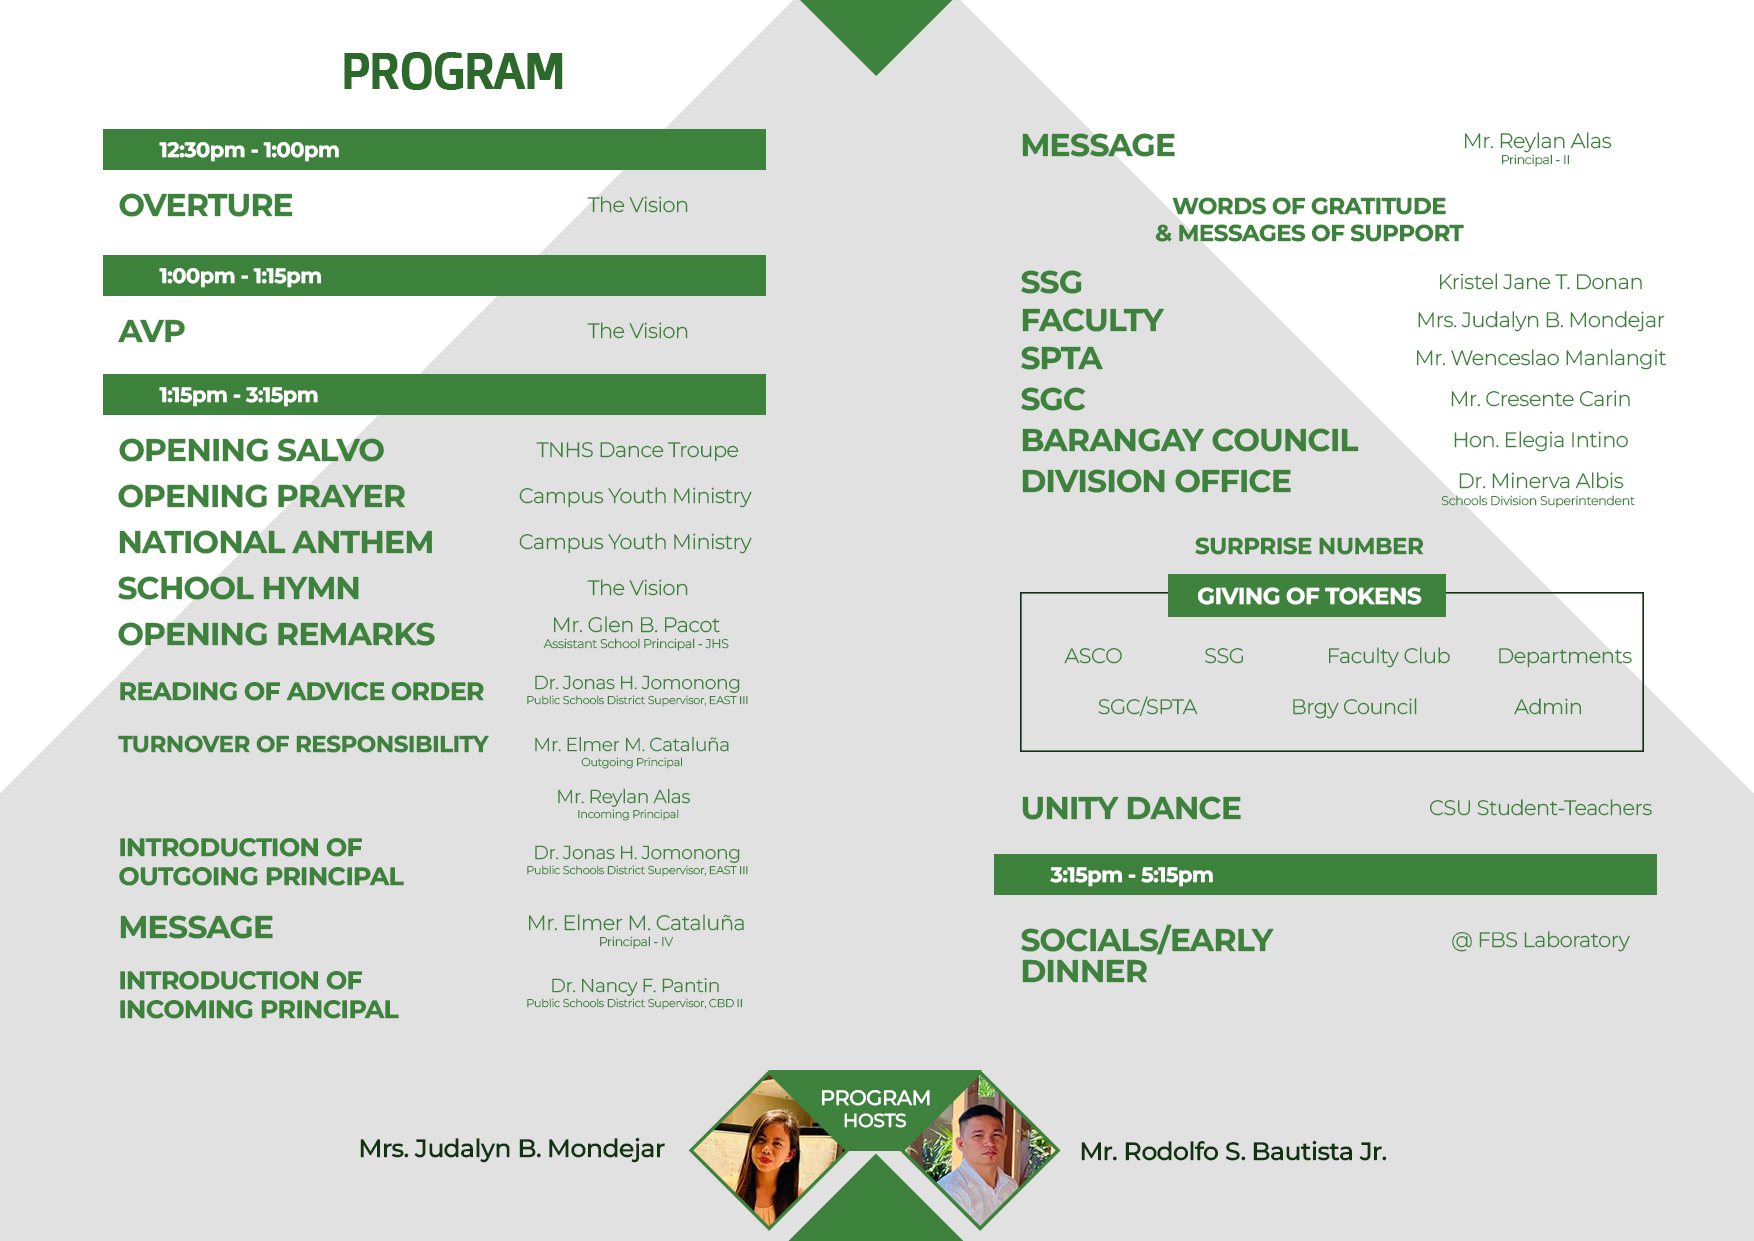 PROGRAM
12:30pm - 1:00pm
OVERTURE The Vision
1:00pm - 1:15pm
AVP The Vision
1:15pm - 3:15pm
OPENING SALVO TNHS Dance Troupe
OPENING PRAYER Campus Youth Ministry
NATIONAL ANTHEM Campus Youth Ministry
SCHOOL HYMN The Vision
OPENING REMARKS Mr. Glen B. Pacot
Assistant School Principal - JHS
READING OF ADVICE ORDER Dr. Jonas H. Jomonong
Public Schools District Supervisor, EAST III
TURNOVER OF RESPONSIBILITY Mr. Elmer M. Cataluña
Outgoing Principal
Mr. Reylan Alas
Incoming Principal
INTRODUCTION OF
OUTGOING PRINCIPAL
Dr. Jonas H. Jomonong
Public Schools District Supervisor, EAST III
MESSAGE Mr. Elmer M. Cataluña
Principal - IV
INTRODUCTION OF
INCOMING PRINCIPAL
Dr. Nancy F. Pantin
Public Schools District Supervisor, CBD II
MESSAGE Mr. Reylan Alas
Principal - II
WORDS OF GRATITUDE
& MESSAGES OF SUPPORT
SSG Kristel Jane T. Donan
FACULTY Mrs. Judalyn B. Mondejar
SPTA Mr. Wenceslao Manlangit
SGC Mr. Cresente Carin
BARANGAY COUNCIL Hon. Elegia Intino
DIVISION OFFICE Dr. Minerva Albis
Schools Division Superintendent
SURPRISE NUMBER
GIVING OF TOKENS
ASCO SSG Faculty Club Departments
SGC/SPTA Brgy Council Admin
UNITY DANCE CSU Student-Teachers
3:15pm - 5:15pm
SOCIALS/EARLY
DINNER
@ FBS Laboratory
PROGRAM
HOSTS
Mrs. Judalyn B. Mondejar
Mr. Rodolfo S. Bautista Jr.